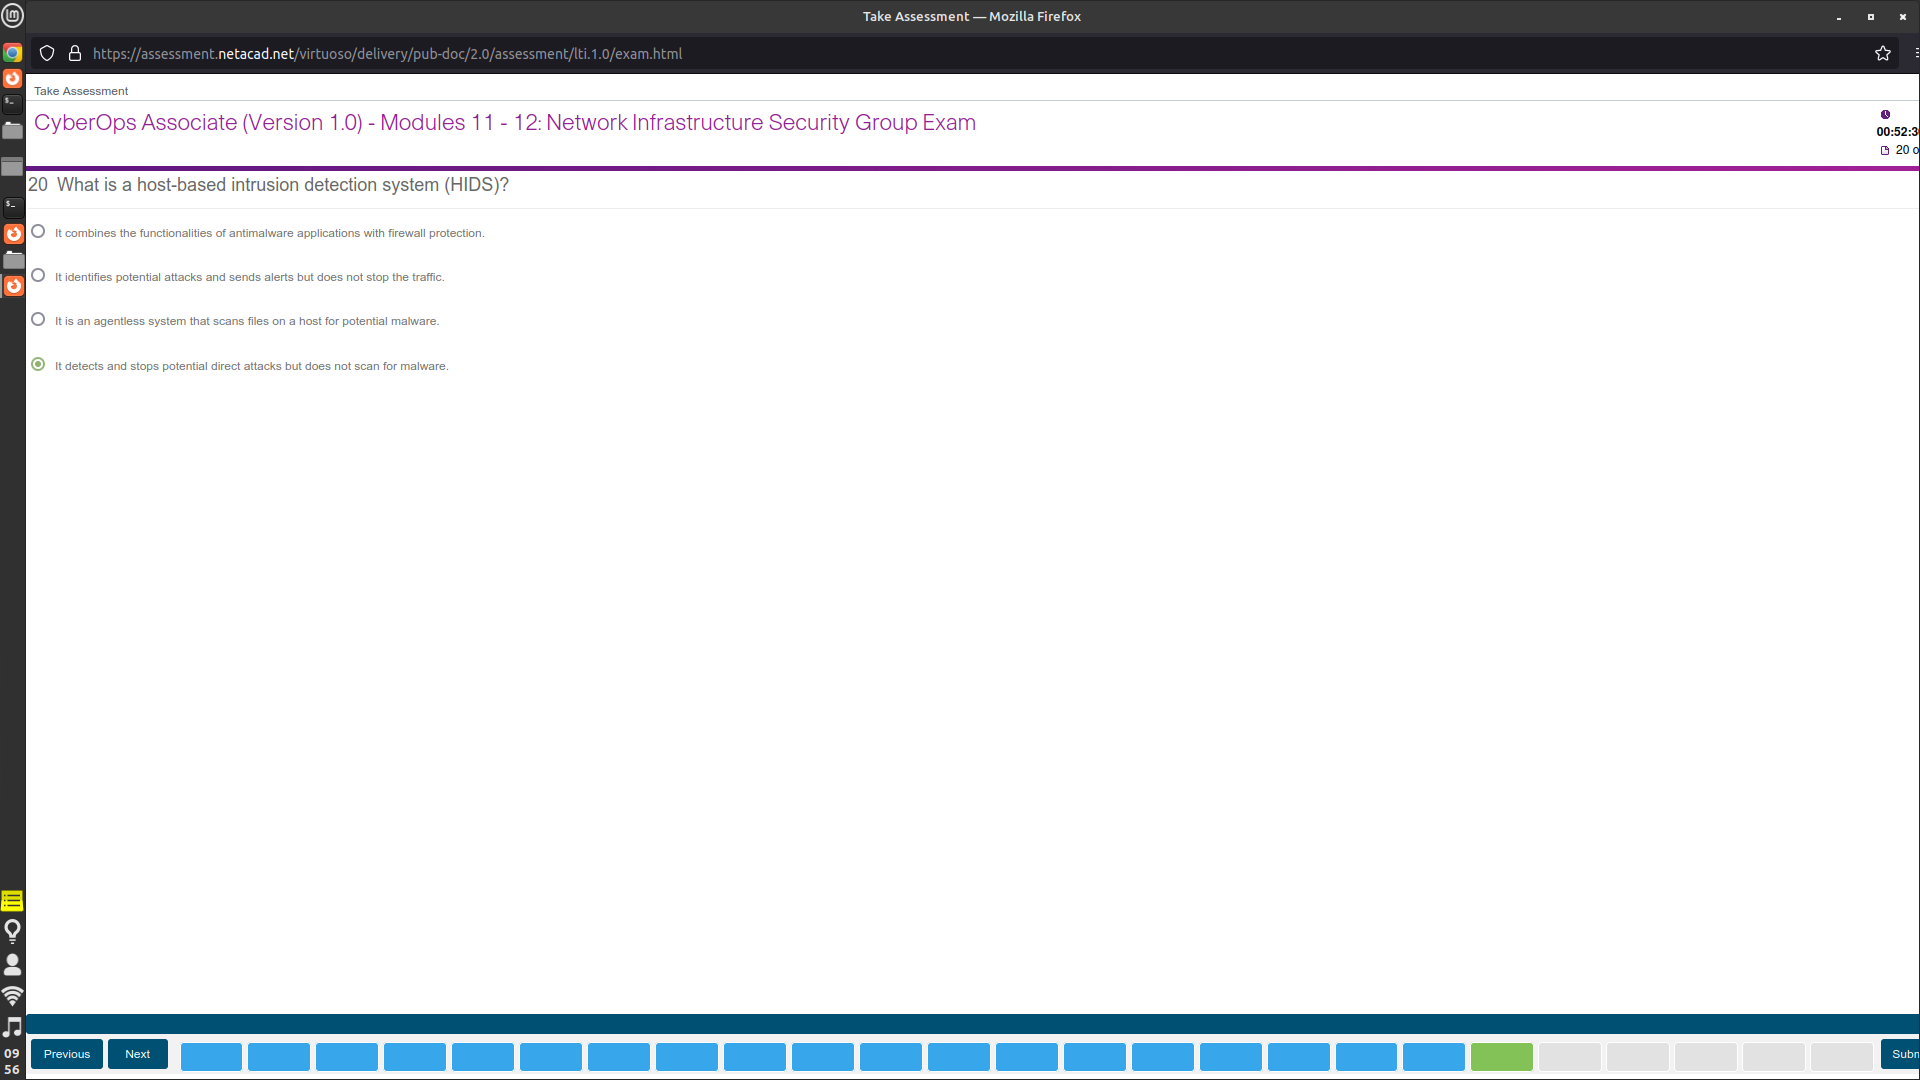 Take Assessment — Mozilla Firefox
https://assessment.netacad.net/virtuoso/delivery/pub-doc/2.0/assessment/lti.1.0/exam.html
Take Assessment
CyberOps Associate (Version 1.0) - Modules 11 - 12: Network Infrastructure Security Group Exam
00:52:3
20 o
20 What is a host-based intrusion detection system (HIDS)?
It combines the functionalities of antimalware applications with firewall protection.
It identifies potential attacks and sends alerts but does not stop the traffic.
It is an agentless system that scans files on a host for potential malware.
It detects and stops potential direct attacks but does not scan for malware.
Previous
Next
Subm
09
56